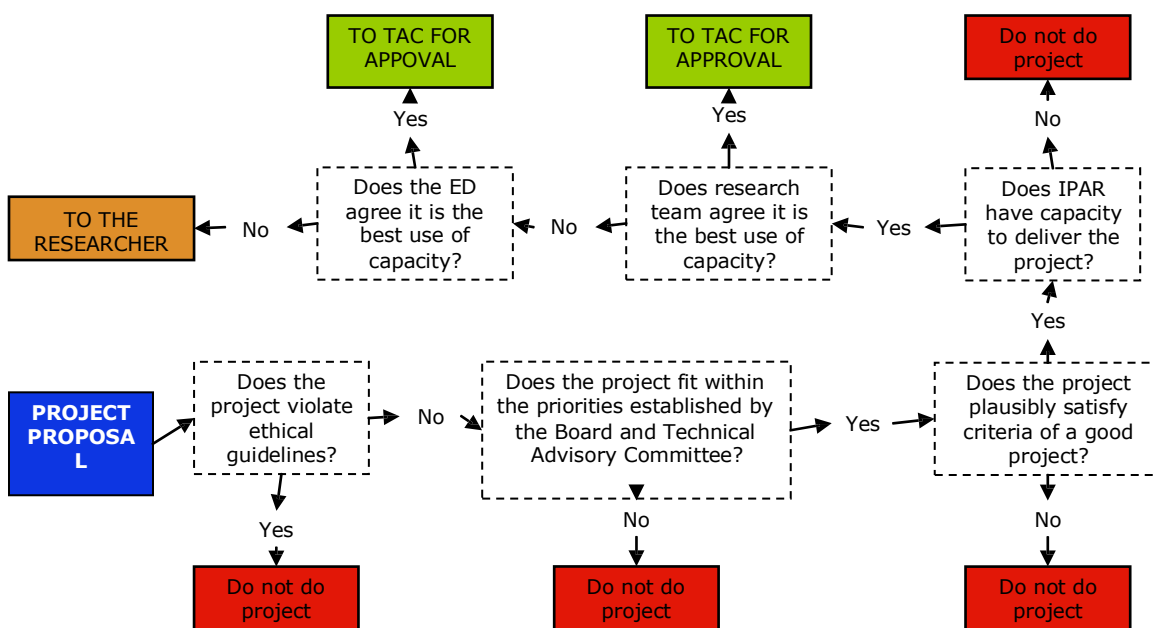 TO TAC FOR
APPOVAL
TO TAC FOR
APPROVAL
Do not do
project
Yes
Yes
No
TO THE
RESEARCHER
No
Does the ED
agree it is the
best use of
capacity?
No
Does research
team agree it is
the best use of
capacity?
Yes
Does IPAR
have capacity
to deliver the
project?
Yes
PROJECT
PROPOSA
L
Does the
project violate
ethical
guidelines?
No
Does the project fit within
the priorities established by
the Board and Technical
Advisory Committee?
Yes
Does the project
plausibly satisfy
criteria of a good
project?
Yes
No
No
Do not do
project
Do not do
project
Do not do
project